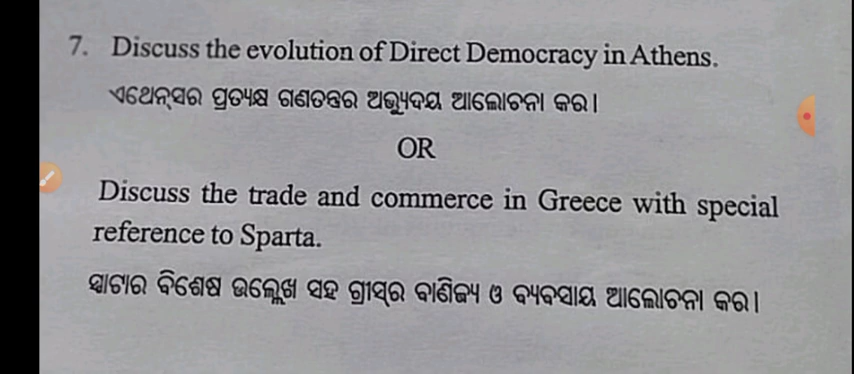 7. Discuss the evolution of Direct Democracy in Athens.
ଏଥେନ୍ସର ପ୍ରତ୍ୟକ୍ଷ ଗଣତନ୍ତ୍ରର ଅଭ୍ୟୁଦୟ ଆଲୋଚନା କର।
OR
Discuss the trade and commerce in Greece with special
reference to Sparta.
ସ୍ପାଟାର ବିଶେଷ ଉଲ୍ଲେଖ ସହ ଗ୍ରୀସ୍‌ର ବାଣିଜ୍ୟ ଓ ବ୍ୟବସାୟ ଆଲୋଚନା କର।